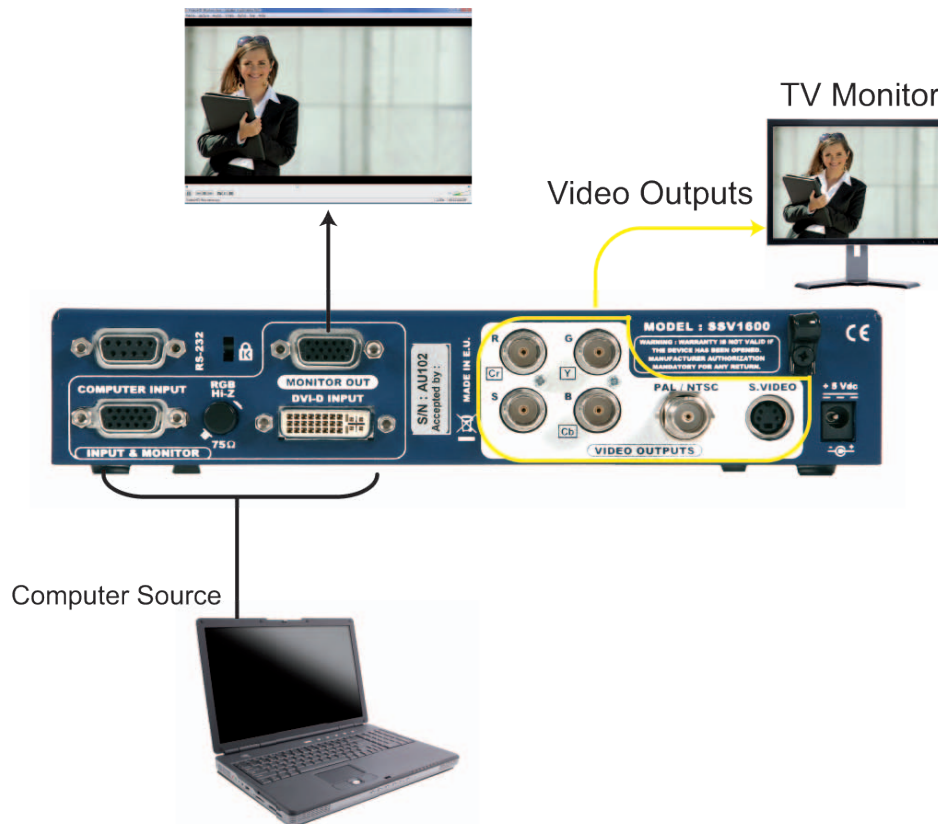 TV Monitor
Video Outputs
RS-232
MODEL : SSV1600
WARNING : WARRANTY IS NOT VALID IF
THE DEVICE HAS BEEN OPENED.
MANUFACTURER AUTHORIZATION
MANDATORY FOR ANY RETURN.
CE
R
G
Cr
Y
MONITOR OUT
COMPUTER INPUT
RGB
Hi-Z
75Ω
DVI-D INPUT
INPUT & MONITOR
S/N : AU102
Accepted by :
MADE IN E.U.
S
B
Cb
PAL / NTSC
S.VIDEO
VIDEO OUTPUTS
+ 5 Vdc
- +
Computer Source